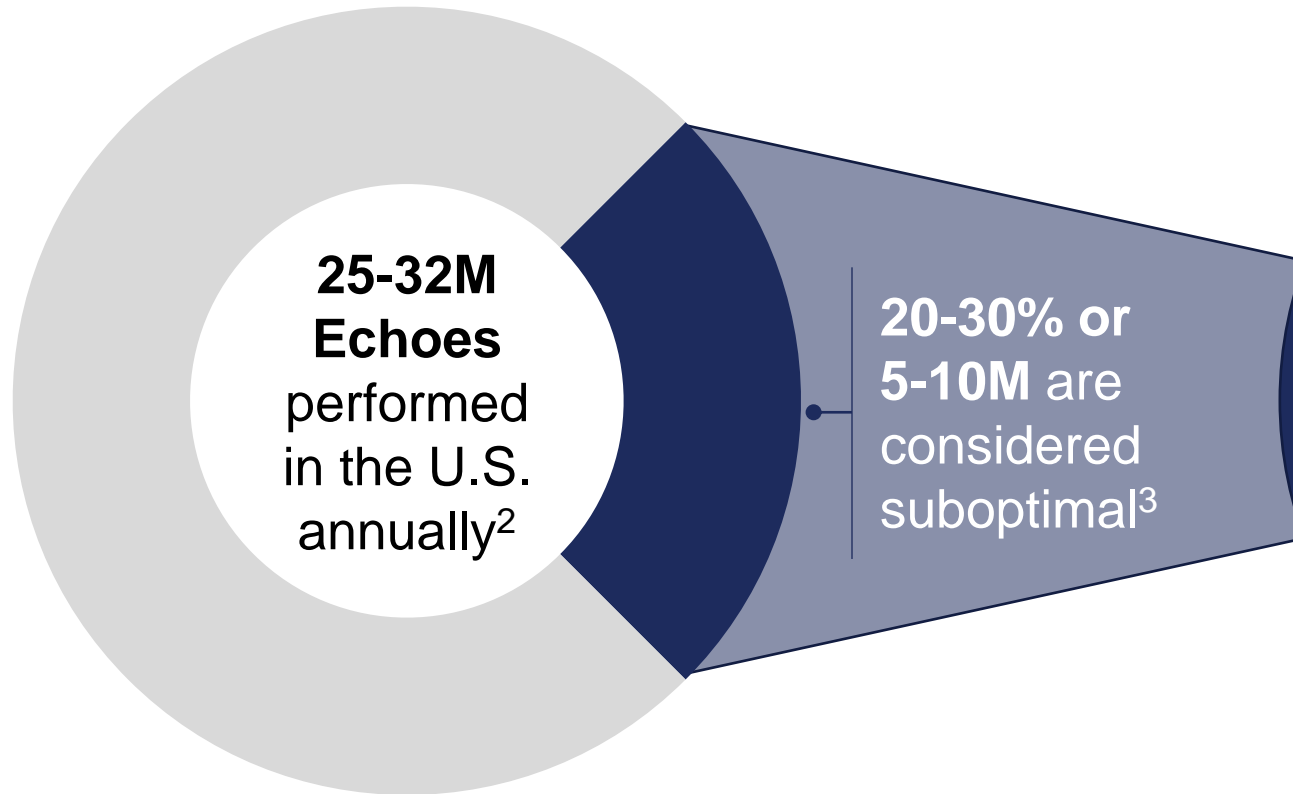 25-32M
Echoes
performed
in the U.S.
annually²
20-30% or
5-10M are
considered
suboptimal³